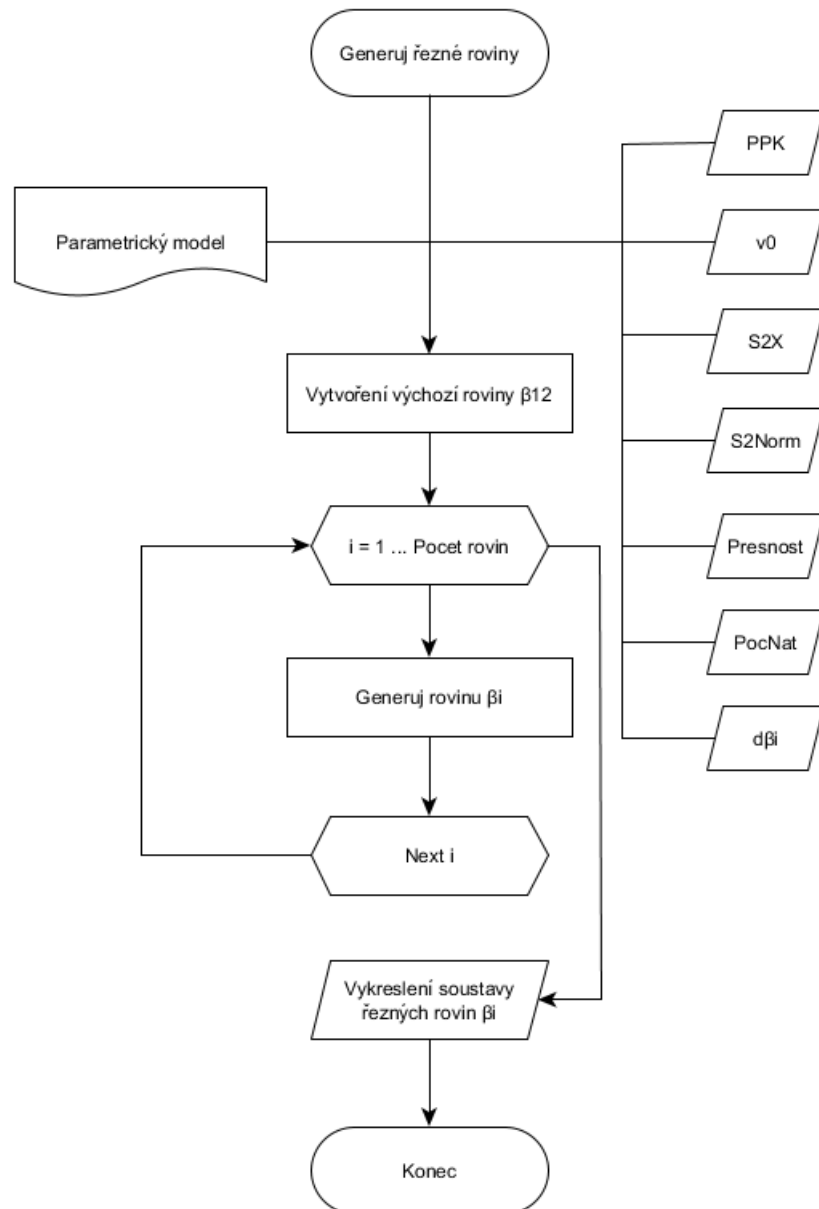 Generuj řezné roviny
PPK
Parametrický model
v0
S2X
Vytvoření výchozí roviny β12
S2Norm
i = 1 ... Pocet rovin
Presnost
PocNat
Generuj rovinu βi
dβi
Next i
Vykreslení soustavy
řezných rovin βi
Konec